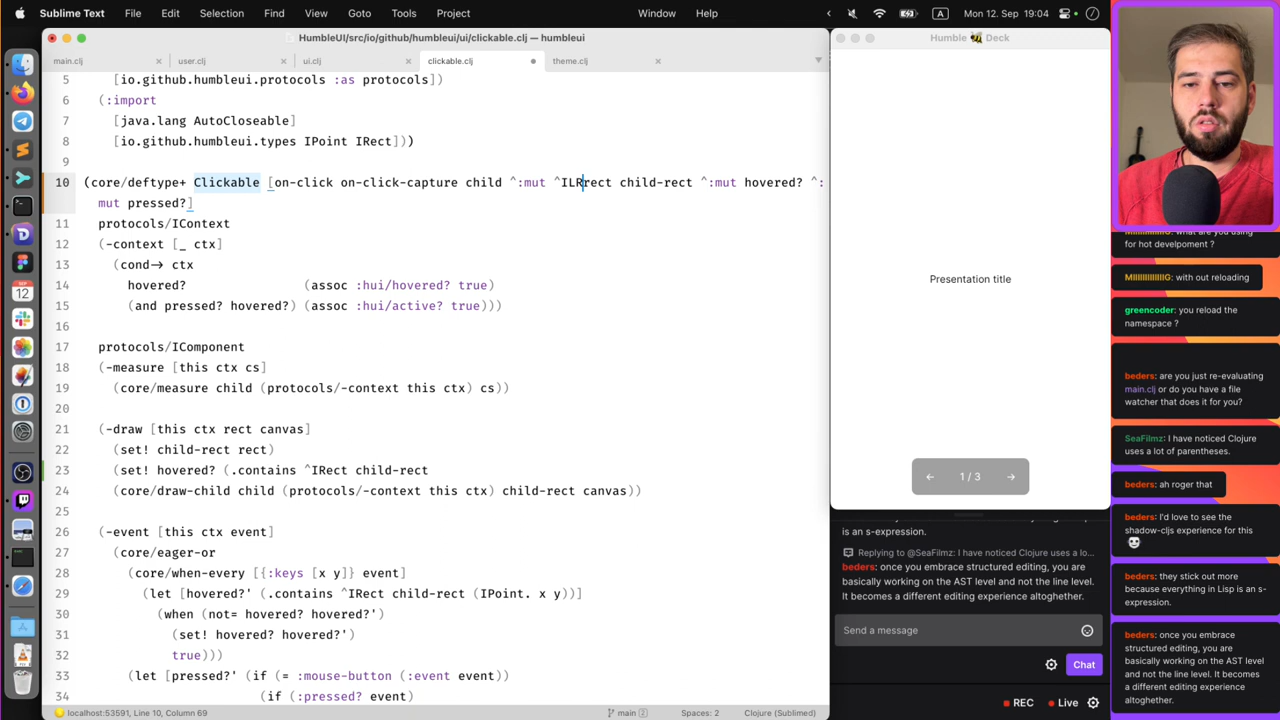 Sublime Text File Edit Selection Find View Goto Tools Project Window Help Mon 12. Sep 19:04
HumbleUI/src/io/github/humbleui/ui/clickable.clj — humbleui
main.clj user.clj ui.clj clickable.clj theme.clj
5 [io.github.humbleui.protocols :as protocols])
6 (:import
7 [java.lang AutoCloseable]
8 [io.github.humbleui.types IPoint IRect]))
9
10 (core/deftype+ Clickable [on-click on-click-capture child ^:mut ^ILRrect child-rect ^:mut hovered? ^:
mut pressed?]
11 protocols/IContext
12 (-context [_ ctx]
13 (cond-> ctx
14 hovered? (assoc :hui/hovered? true)
15 (and pressed? hovered?) (assoc :hui/active? true)))
16
17 protocols/IComponent
18 (-measure [this ctx cs]
19 (core/measure child (protocols/-context this ctx) cs))
20
21 (-draw [this ctx rect canvas]
22 (set! child-rect rect)
23 (set! hovered? (.contains ^IRect child-rect
24 (core/draw-child child (protocols/-context this ctx) child-rect canvas))
25
26 (-event [this ctx event]
27 (core/eager-or
28 (core/when-every [{:keys [x y]} event]
29 (let [hovered?' (.contains ^IRect child-rect (IPoint. x y))]
30 (when (not= hovered? hovered?')
31 (set! hovered? hovered?')
32 true)))
33 (let [pressed?' (if (= :mouse-button (:event event))
34 (if (:pressed? event)
localhost:53591, Line 10, Column 69 main 2 Spaces: 2 Clojure (Sublimed)
SEP
12
Humble 🐝 Deck
Presentation title
← 1 / 3 →
is an s-expression.
Replying to @SeaFilmz: I have noticed Clojure uses a lo...
beders: once you embrace structured editing, you are
basically working on the AST level and not the line level.
It becomes a different editing experience altoghether.
Send a message
Chat
REC Live
MIIIIIIIIIIIG: what are you using
for hot develpoment ?
MIIIIIIIIIIIG: with out reloading
greencoder: you reload the
namespace ?
beders: are you just re-evaluating
main.clj or do you have a file
watcher that does it for you?
SeaFilmz: I have noticed Clojure
uses a lot of parentheses.
beders: ah roger that
beders: I'd love to see the
shadow-cljs experience for this
beders: they stick out more
because everything in Lisp is an s-
expression.
beders: once you embrace
structured editing, you are
basically working on the AST level
and not the line level. It becomes
a different editing experience
altoghether.